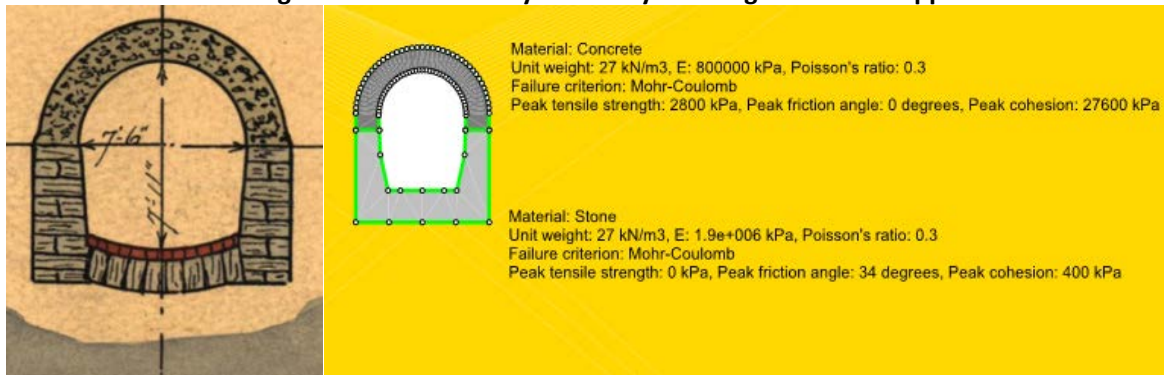 7'-6"
7'-11"
Material: Concrete
Unit weight: 27 kN/m3, E: 800000 kPa, Poisson's ratio: 0.3
Failure criterion: Mohr-Coulomb
Peak tensile strength: 2800 kPa, Peak friction angle: 0 degrees, Peak cohesion: 27600 kPa
Material: Stone
Unit weight: 27 kN/m3, E: 1.9e+006 kPa, Poisson's ratio: 0.3
Failure criterion: Mohr-Coulomb
Peak tensile strength: 0 kPa, Peak friction angle: 34 degrees, Peak cohesion: 400 kPa